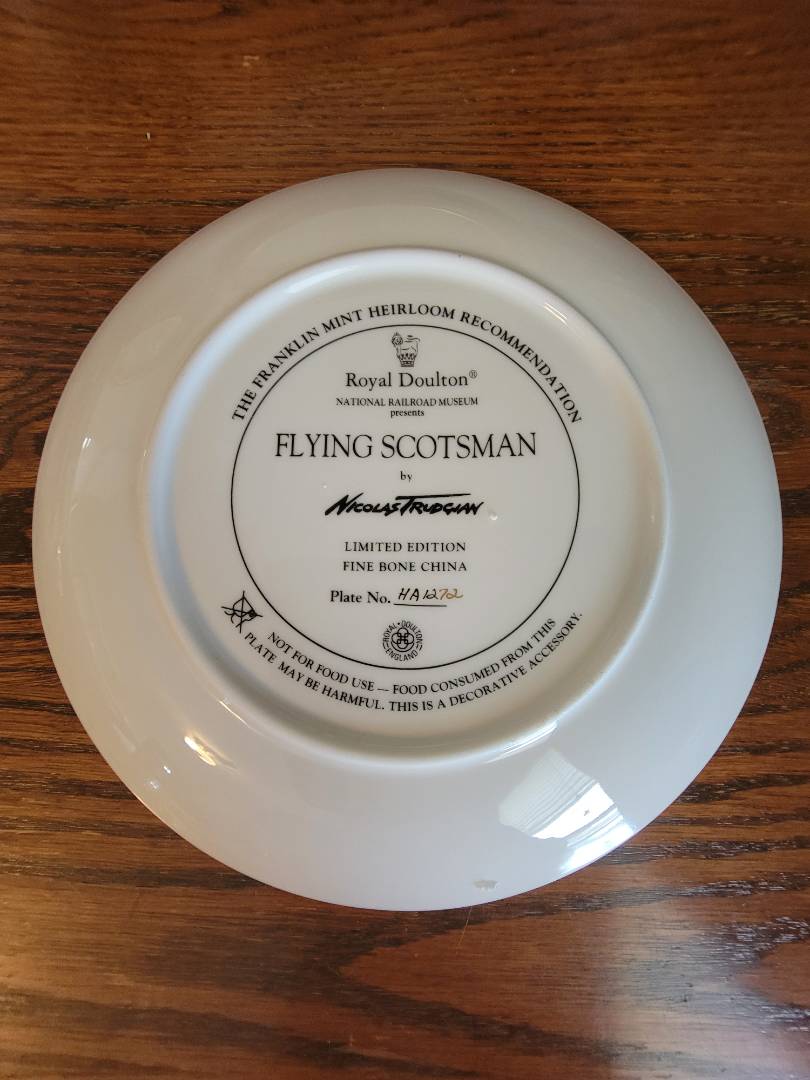 THE FRANKLIN MINT HEIRLOOM RECOMMENDATION
Royal Doulton®
NATIONAL RAILROAD MUSEUM
presents
FLYING SCOTSMAN
by
NICOLAS TRUDGIAN
LIMITED EDITION
FINE BONE CHINA
Plate No. HA1272
ROYAL • DOULTON
ENGLAND
NOT FOR FOOD USE — FOOD CONSUMED FROM THIS
PLATE MAY BE HARMFUL. THIS IS A DECORATIVE ACCESSORY.